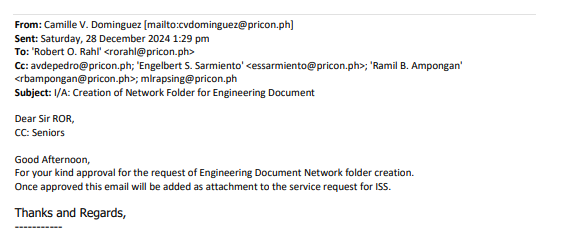 From: Camille V. Dominguez [mailto:cvdominguez@pricon.ph]
Sent: Saturday, 28 December 2024 1:29 pm
To: 'Robert O. Rahl' <rorahl@pricon.ph>
Cc: avdepedro@pricon.ph; 'Engelbert S. Sarmiento' <essarmiento@pricon.ph>; 'Ramil B. Ampongan'
<rbampongan@pricon.ph>; mlrapsing@pricon.ph
Subject: I/A: Creation of Network Folder for Engineering Document
Dear Sir ROR,
CC: Seniors
Good Afternoon,
For your kind approval for the request of Engineering Document Network folder creation.
Once approved this email will be added as attachment to the service request for ISS.
Thanks and Regards,
-----------